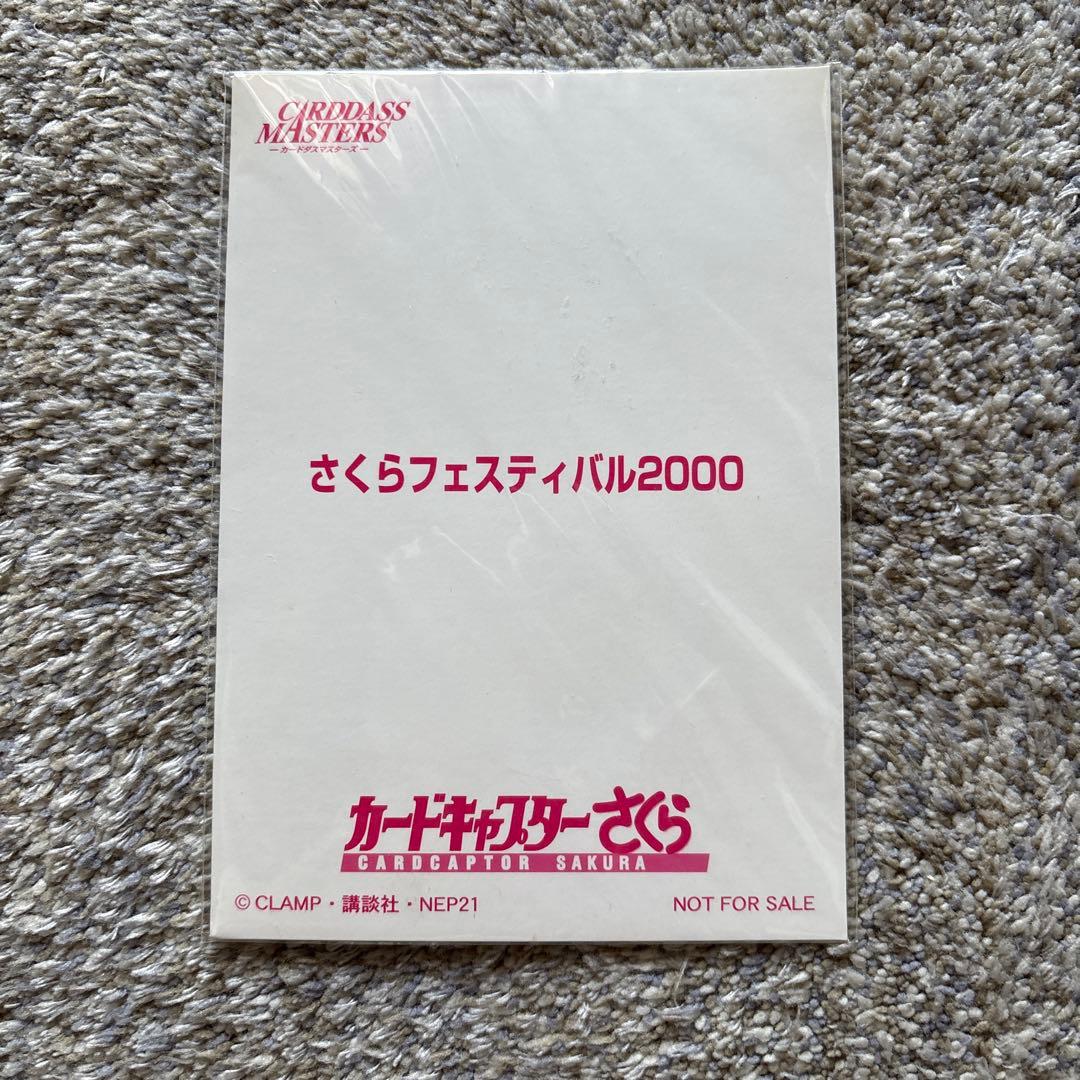 CARDDASS
MASTERS
－カードダスマスターズ－
さくらフェスティバル2000
カードキャプターさくら
CARDCAPTOR SAKURA
© CLAMP・講談社・NEP21
NOT FOR SALE